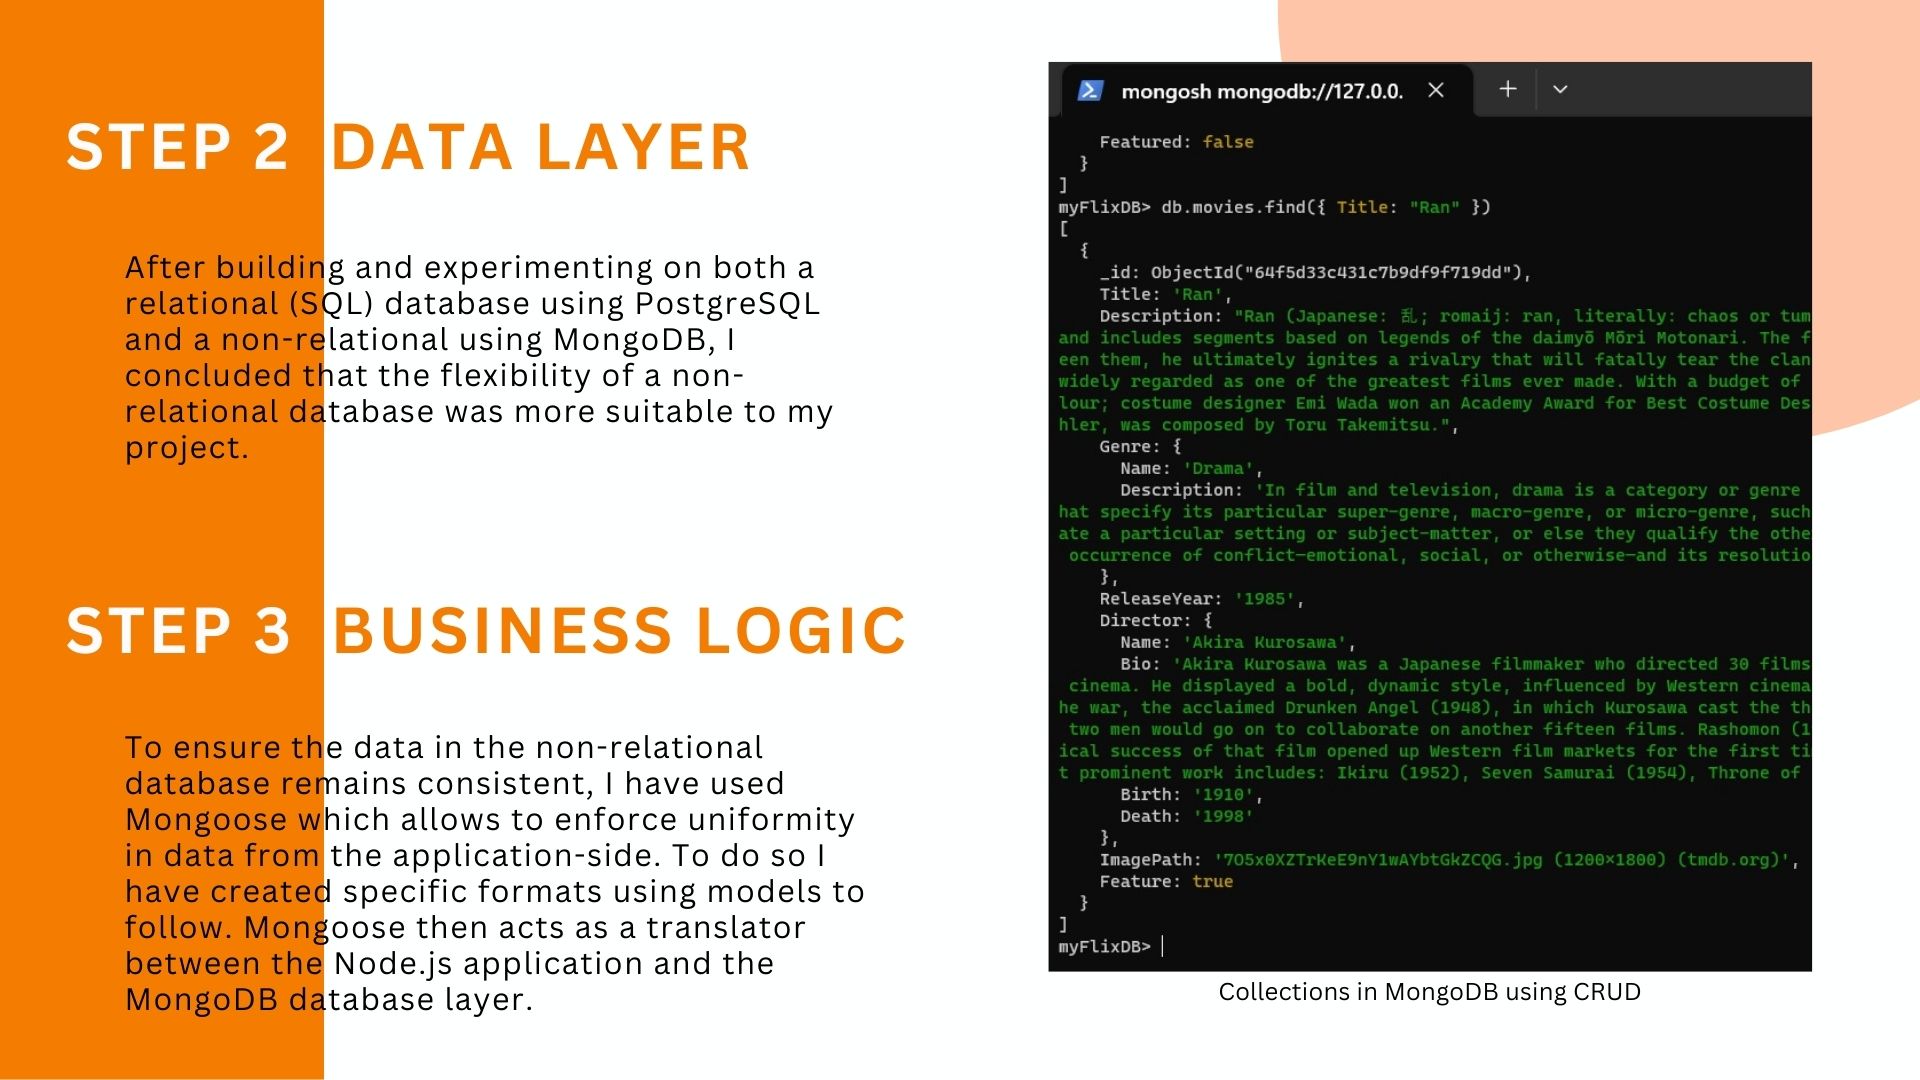 STEP 2 DATA LAYER
After building and experimenting on both a
relational (SQL) database using PostgreSQL
and a non-relational using MongoDB, I
concluded that the flexibility of a non-
relational database was more suitable to my
project.
STEP 3 BUSINESS LOGIC
To ensure the data in the non-relational
database remains consistent, I have used
Mongoose which allows to enforce uniformity
in data from the application-side. To do so I
have created specific formats using models to
follow. Mongoose then acts as a translator
between the Node.js application and the
MongoDB database layer.
mongosh mongodb://127.0.0.
Featured: false
}
]
myFlixDB> db.movies.find({ Title: "Ran" })
[
{
_id: ObjectId("64f5d33c431c7b9df9f719dd"),
Title: 'Ran',
Description: "Ran (Japanese: 乱; romaij: ran, literally: chaos or tum
and includes segments based on legends of the daimyō Mōri Motonari. The f
een them, he ultimately ignites a rivalry that will fatally tear the clan
widely regarded as one of the greatest films ever made. With a budget of
lour; costume designer Emi Wada won an Academy Award for Best Costume Des
hler, was composed by Toru Takemitsu.",
Genre: {
Name: 'Drama',
Description: 'In film and television, drama is a category or genre
hat specify its particular super-genre, macro-genre, or micro-genre, such
ate a particular setting or subject-matter, or else they qualify the othe
occurrence of conflict—emotional, social, or otherwise—and its resolutio
},
ReleaseYear: '1985',
Director: {
Name: 'Akira Kurosawa',
Bio: 'Akira Kurosawa was a Japanese filmmaker who directed 30 films
cinema. He displayed a bold, dynamic style, influenced by Western cinema
he war, the acclaimed Drunken Angel (1948), in which Kurosawa cast the th
two men would go on to collaborate on another fifteen films. Rashomon (1
ical success of that film opened up Western film markets for the first ti
t prominent work includes: Ikiru (1952), Seven Samurai (1954), Throne of
Birth: '1910',
Death: '1998'
},
ImagePath: '7O5x0XZTrKeE9nY1wAYbtGkZCQG.jpg (1200×1800) (tmdb.org)',
Feature: true
}
]
myFlixDB>
Collections in MongoDB using CRUD